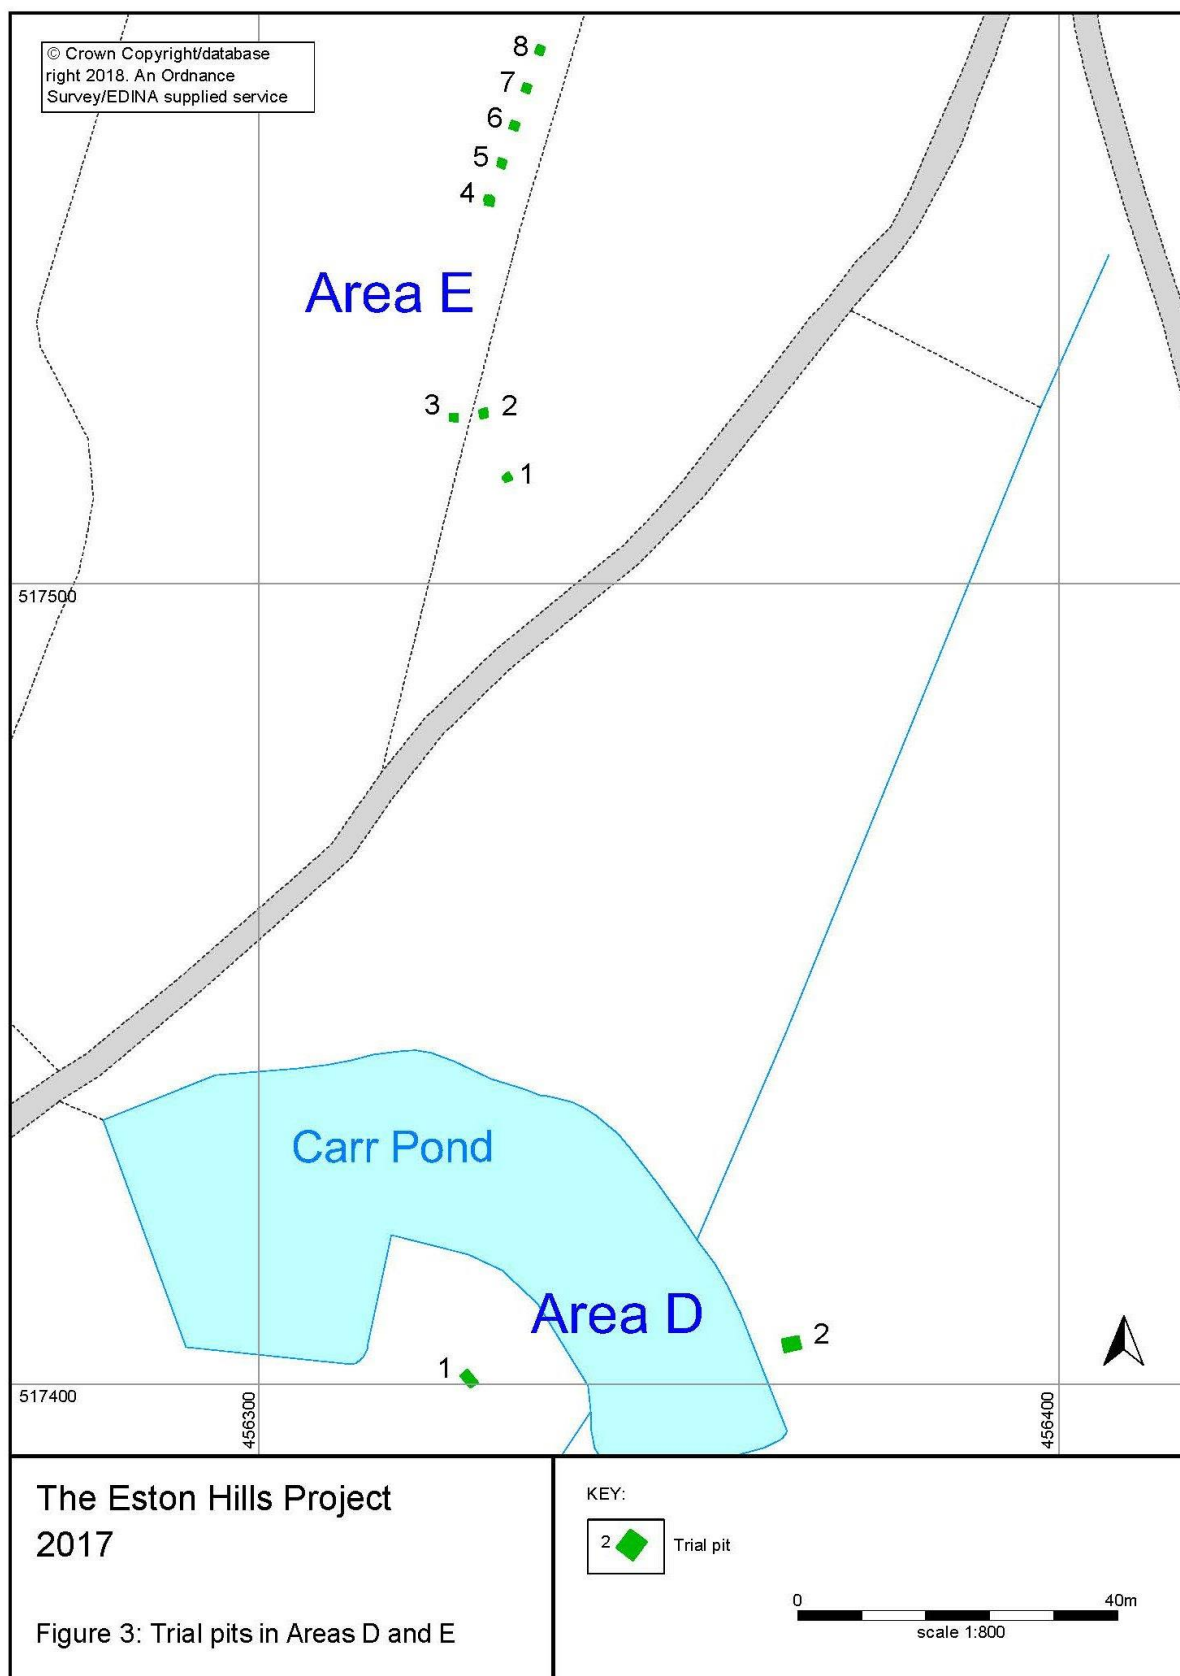 © Crown Copyright/database
right 2018. An Ordnance
Survey/EDINA supplied service
8
7
6
5
4
Area E
3
2
1
517500
Carr Pond
Area D
2
1
517400
456300
456400
The Eston Hills Project
2017
Figure 3: Trial pits in Areas D and E
KEY:
2
Trial pit
0 40m
scale 1:800